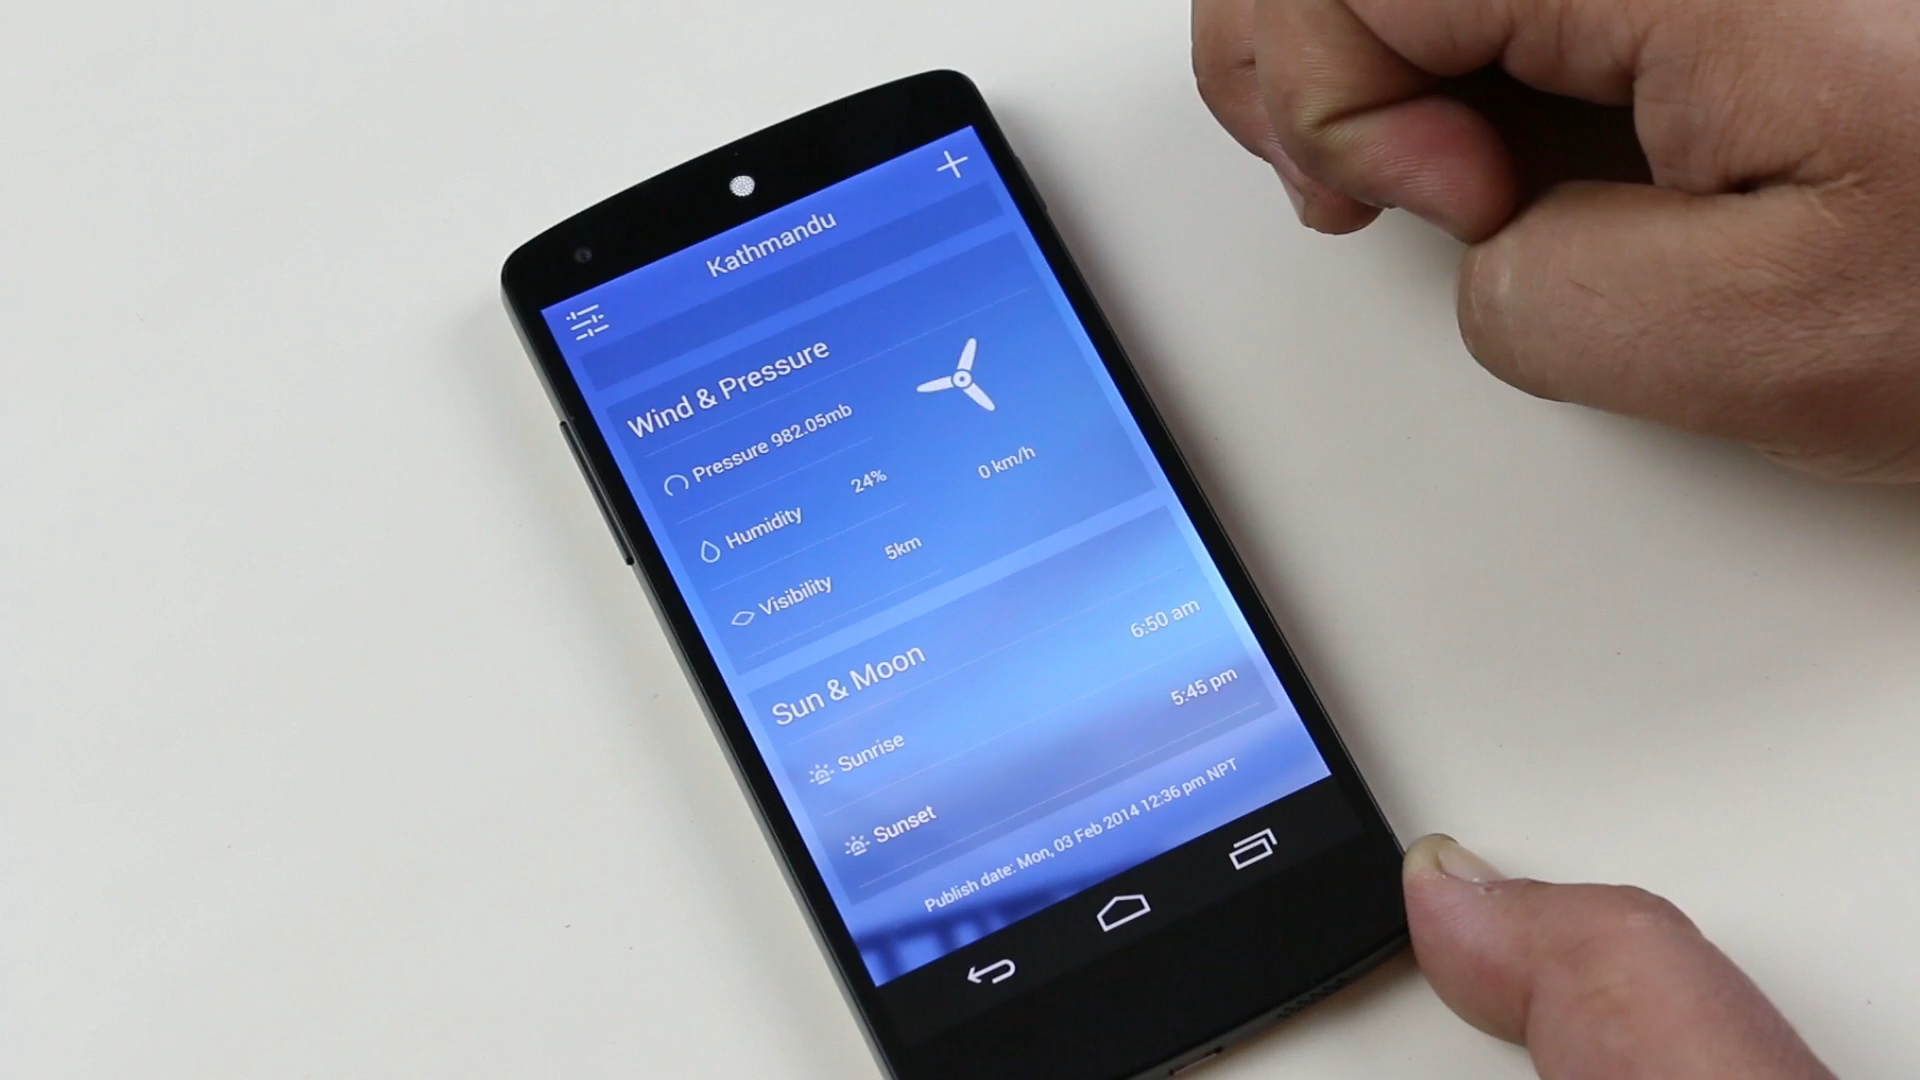 Kathmandu
Wind & Pressure
Pressure 982.05mb
Humidity 24%
Visibility 5km
0 km/h
Sun & Moon
Sunrise 6:50 am
Sunset 5:45 pm
Publish date: Mon, 03 Feb 2014 12:36 pm NPT